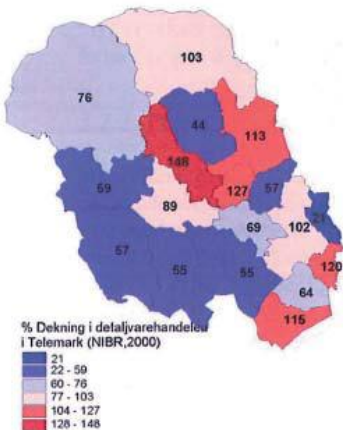 103
76
44
113
148
59
57
127
89
21
69
102
57
120
55
55
64
115
% Dekning i detaljvarehandelen
i Telemark (NIBR,2000)
21
22 - 59
60 - 76
77 - 103
104 - 127
128 - 148